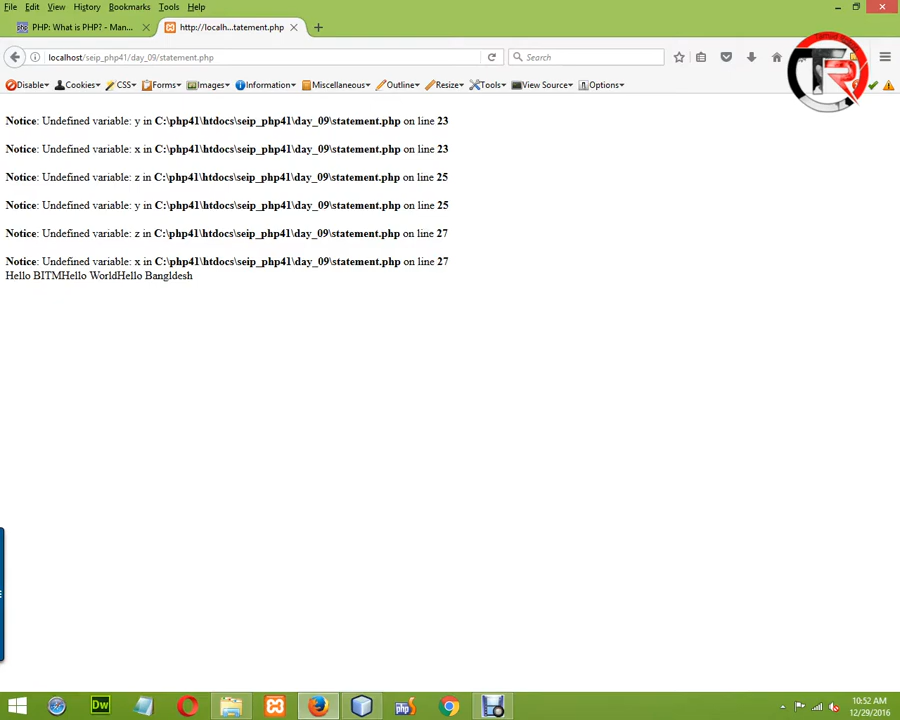 File Edit View History Bookmarks Tools Help
PHP: What is PHP? - Man... http://localh...tatement.php
localhost/seip_php41/day_09/statement.php Search
Disable Cookies CSS Forms Images Information Miscellaneous Outline Resize Tools View Source Options
Notice: Undefined variable: y in C:\php41\htdocs\seip_php41\day_09\statement.php on line 23
Notice: Undefined variable: x in C:\php41\htdocs\seip_php41\day_09\statement.php on line 23
Notice: Undefined variable: z in C:\php41\htdocs\seip_php41\day_09\statement.php on line 25
Notice: Undefined variable: y in C:\php41\htdocs\seip_php41\day_09\statement.php on line 25
Notice: Undefined variable: z in C:\php41\htdocs\seip_php41\day_09\statement.php on line 27
Notice: Undefined variable: x in C:\php41\htdocs\seip_php41\day_09\statement.php on line 27
Hello BITMHello WorldHello Bangldesh
Dw php 10:52 AM
12/29/2016